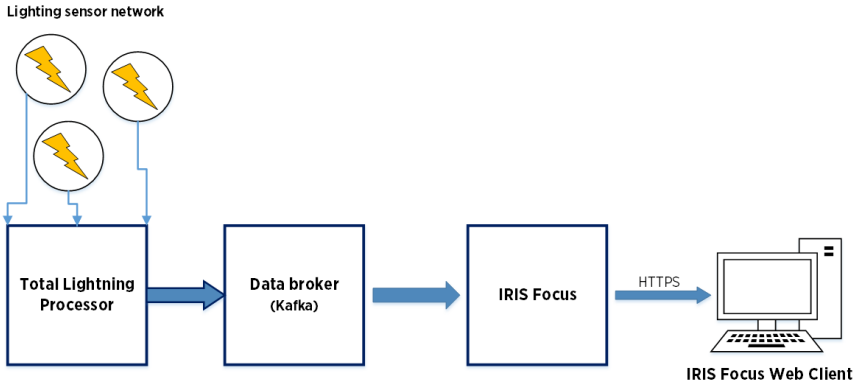 Lighting sensor network
Total Lightning
Processor
Data broker
(Kafka)
IRIS Focus
HTTPS
IRIS Focus Web Client